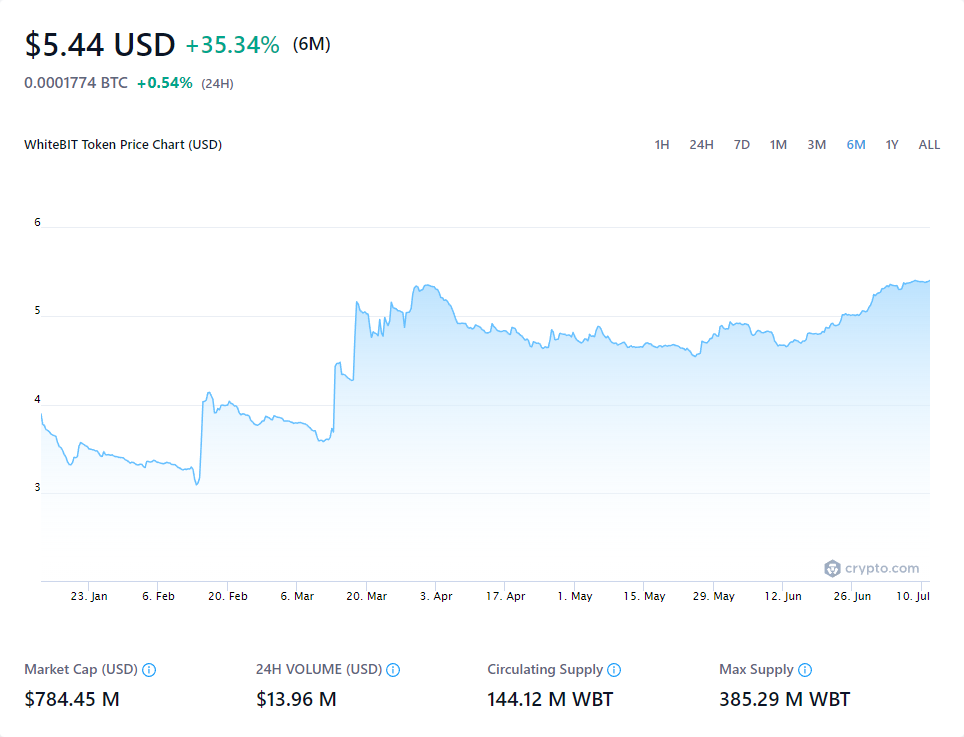 $5.44 USD +35.34% (6M)
0.0001774 BTC +0.54% (24H)
WhiteBIT Token Price Chart (USD) 1H 24H 7D 1M 3M 6M 1Y ALL
6
5
4
3
crypto.com
23. Jan 6. Feb 20. Feb 6. Mar 20. Mar 3. Apr 17. Apr 1. May 15. May 29. May 12. Jun 26. Jun 10. Jul
Market Cap (USD) 24H VOLUME (USD) Circulating Supply Max Supply
$784.45 M $13.96 M 144.12 M WBT 385.29 M WBT